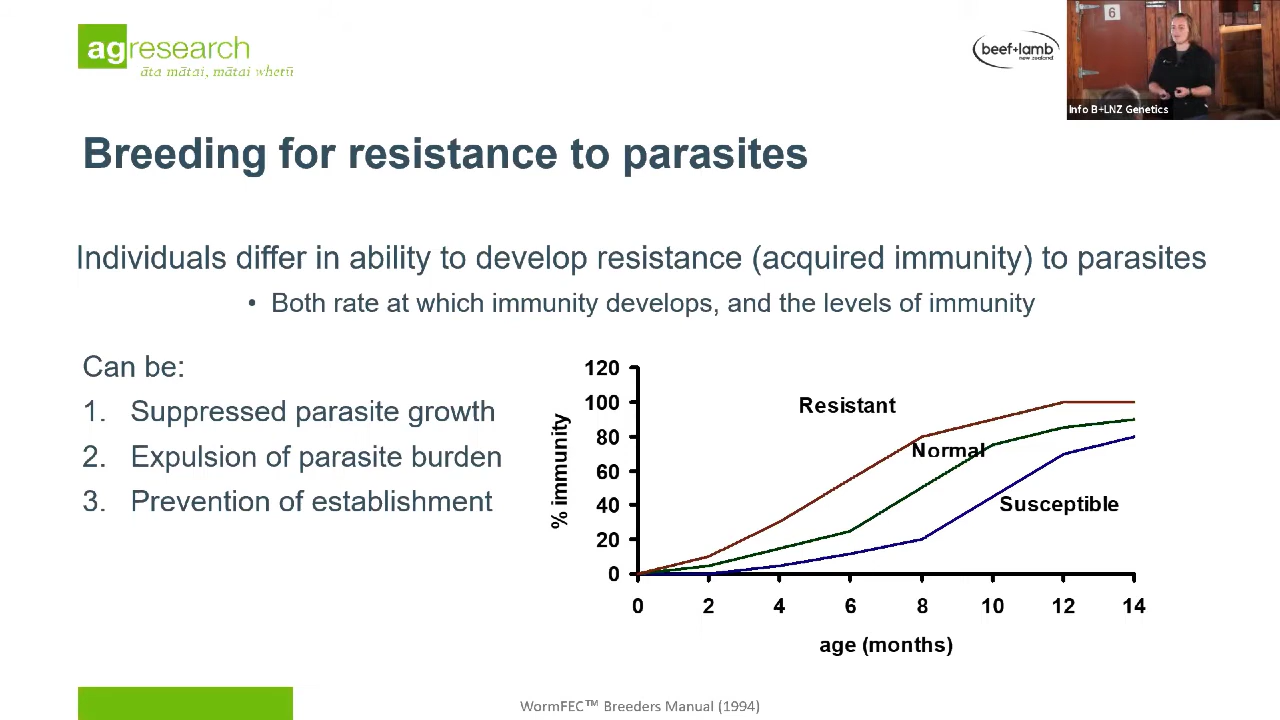 agresearch
āta mātai, mātai whetū
beef+lamb
new zealand
6
Info B+LNZ Genetics
Breeding for resistance to parasites
Individuals differ in ability to develop resistance (acquired immunity) to parasites
• Both rate at which immunity develops, and the levels of immunity
Can be:
1. Suppressed parasite growth
2. Expulsion of parasite burden
3. Prevention of establishment
120
100
80
60
40
20
0
% immunity
Resistant
Normal
Susceptible
0 2 4 6 8 10 12 14
age (months)
WormFEC™ Breeders Manual (1994)